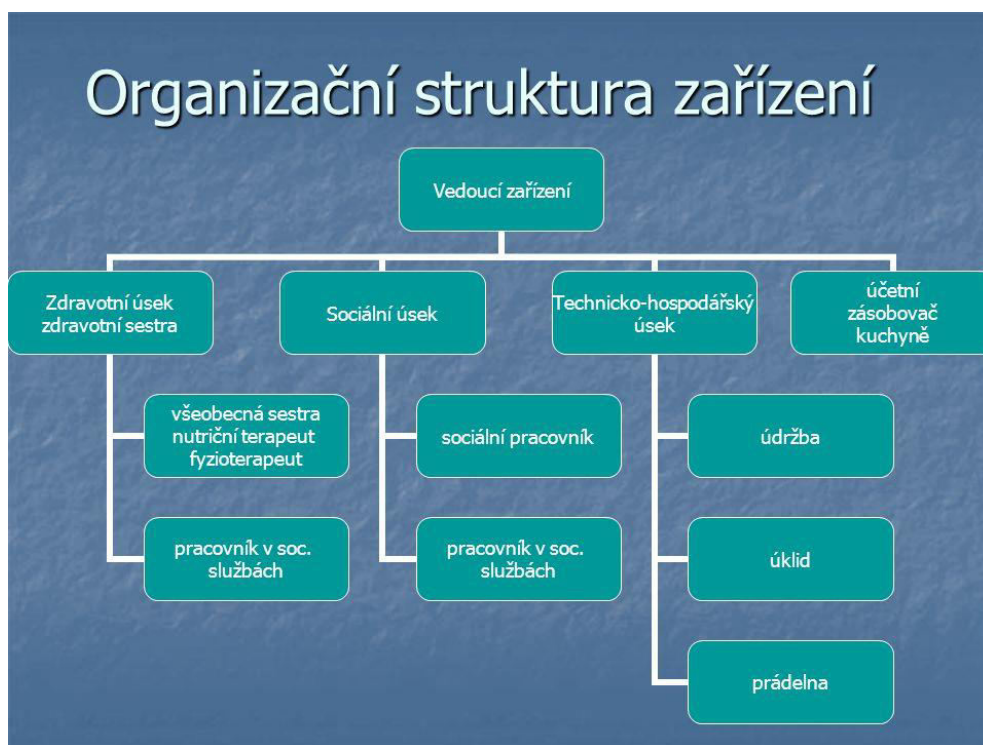 Organizační struktura zařízení
Vedoucí zařízení
Zdravotní úsek
zdravotní sestra
Sociální úsek
Technicko-hospodářský
úsek
účetní
zásobovač
kuchyně
všeobecná sestra
nutriční terapeut
fyzioterapeut
sociální pracovník
údržba
pracovník v soc.
službách
pracovník v soc.
službách
úklid
prádelna